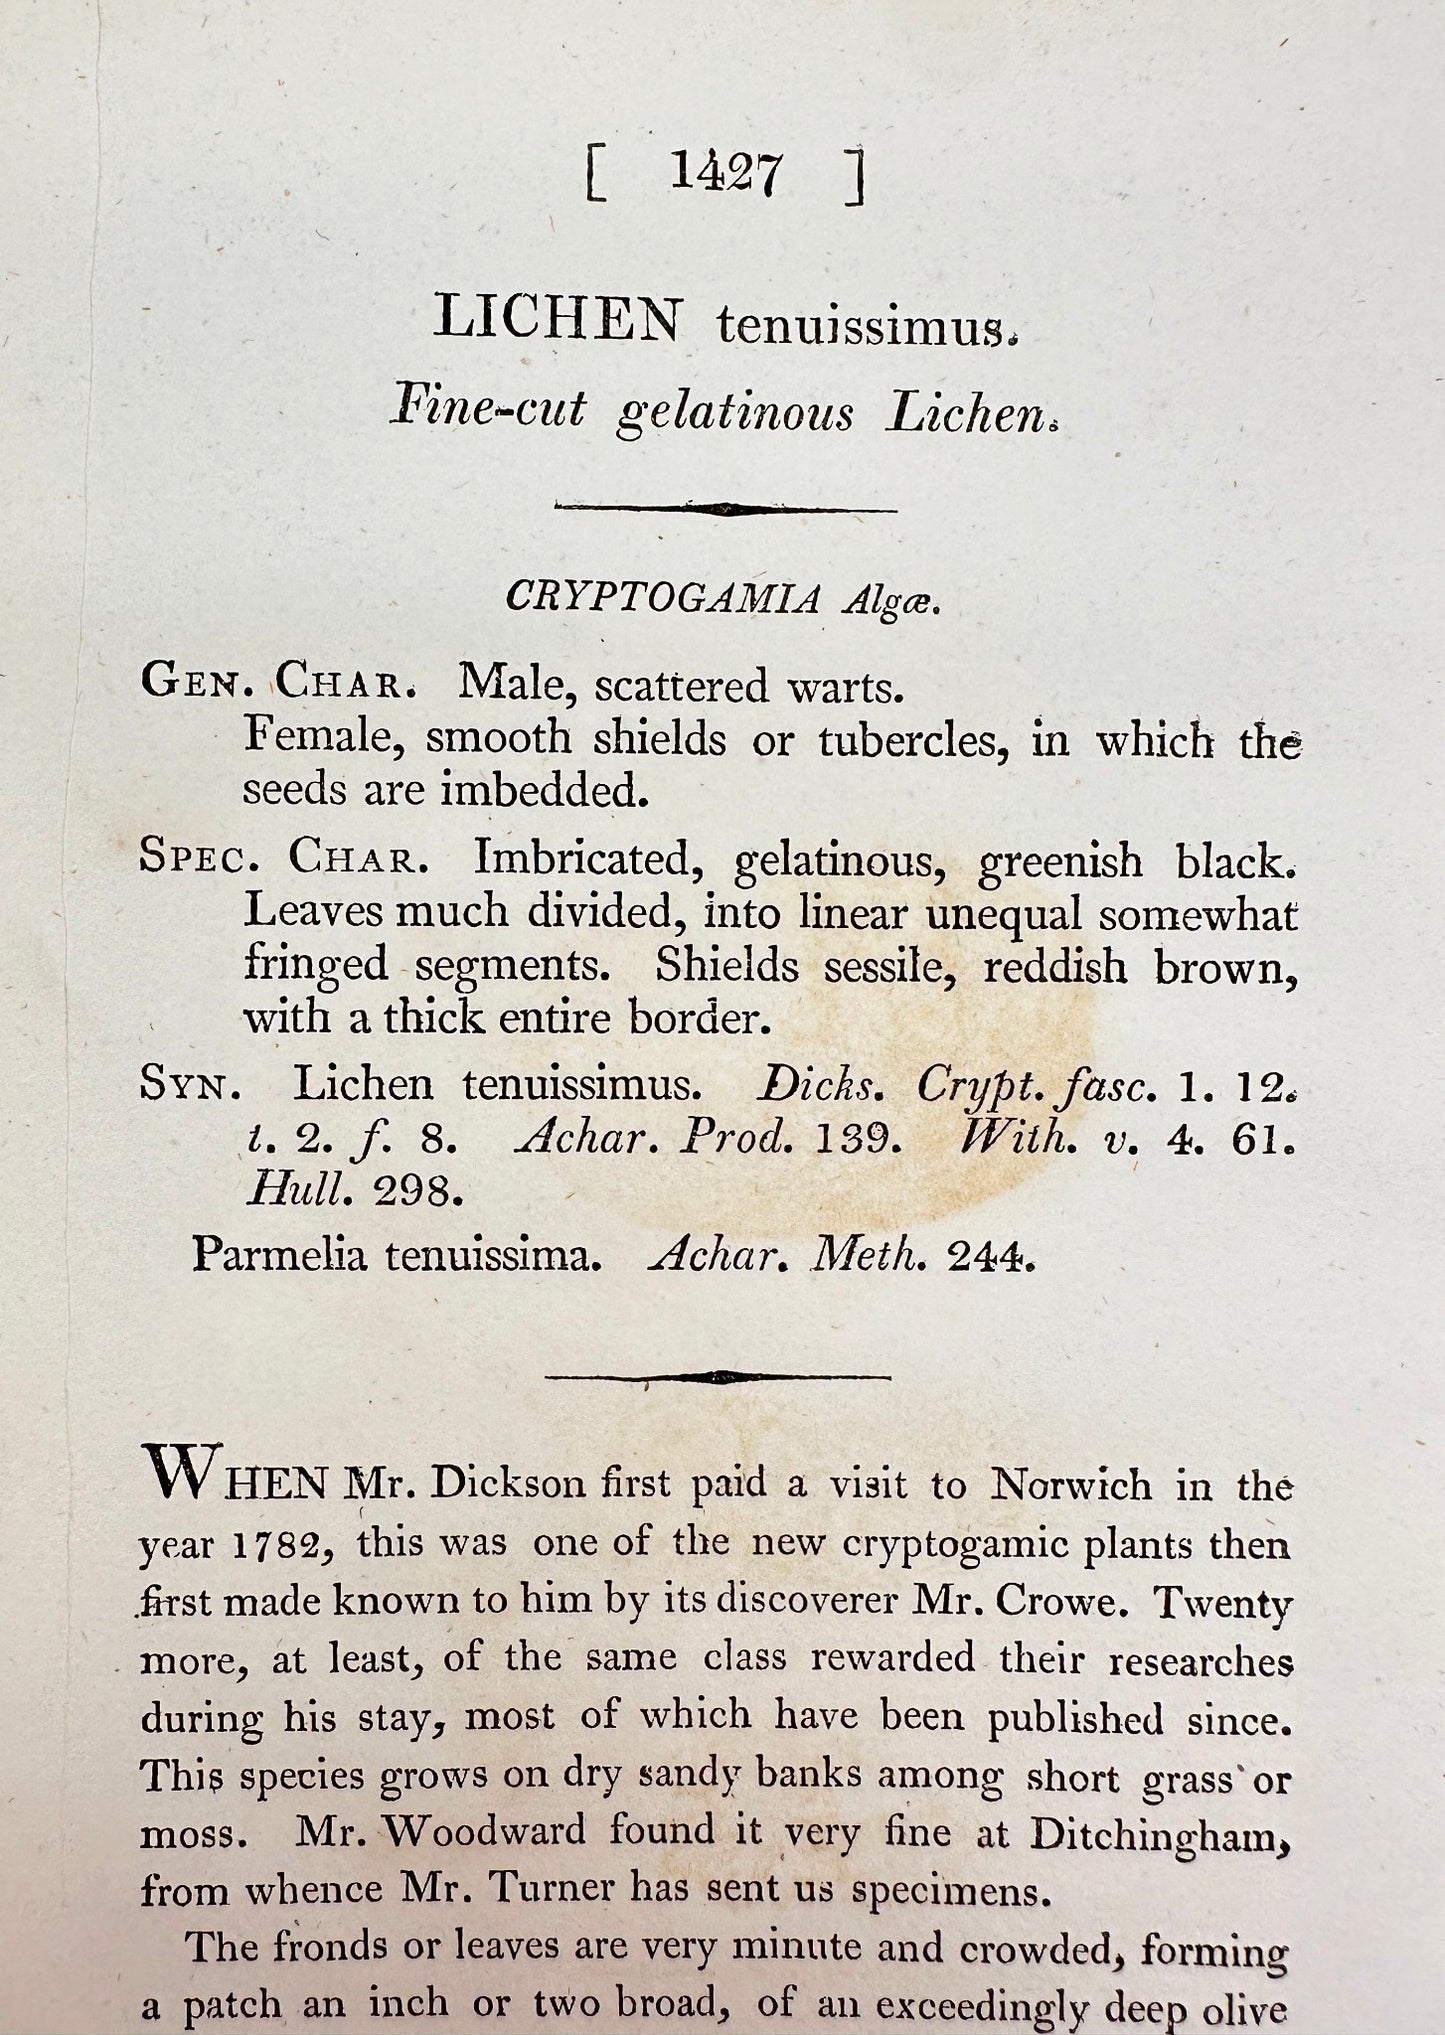 [ 1427 ]
LICHEN tenuissimus.
Fine-cut gelatinous Lichen.
CRYPTOGAMIA Algæ.
GEN. CHAR. Male, scattered warts.
Female, smooth shields or tubercles, in which the
seeds are imbedded.
SPEC. CHAR. Imbricated, gelatinous, greenish black.
Leaves much divided, into linear unequal somewhat
fringed segments. Shields sessile, reddish brown,
with a thick entire border.
SYN. Lichen tenuissimus. Dicks. Crypt. fasc. 1. 12.
t. 2. f. 8. Achar. Prod. 139. With. v. 4. 61.
Hull. 298.
Parmelia tenuissima. Achar. Meth. 244.
WHEN Mr. Dickson first paid a visit to Norwich in the
year 1782, this was one of the new cryptogamic plants then
first made known to him by its discoverer Mr. Crowe. Twenty
more, at least, of the same class rewarded their researches
during his stay, most of which have been published since.
This species grows on dry sandy banks among short grass or
moss. Mr. Woodward found it very fine at Ditchingham,
from whence Mr. Turner has sent us specimens.
The fronds or leaves are very minute and crowded, forming
a patch an inch or two broad, of an exceedingly deep olive